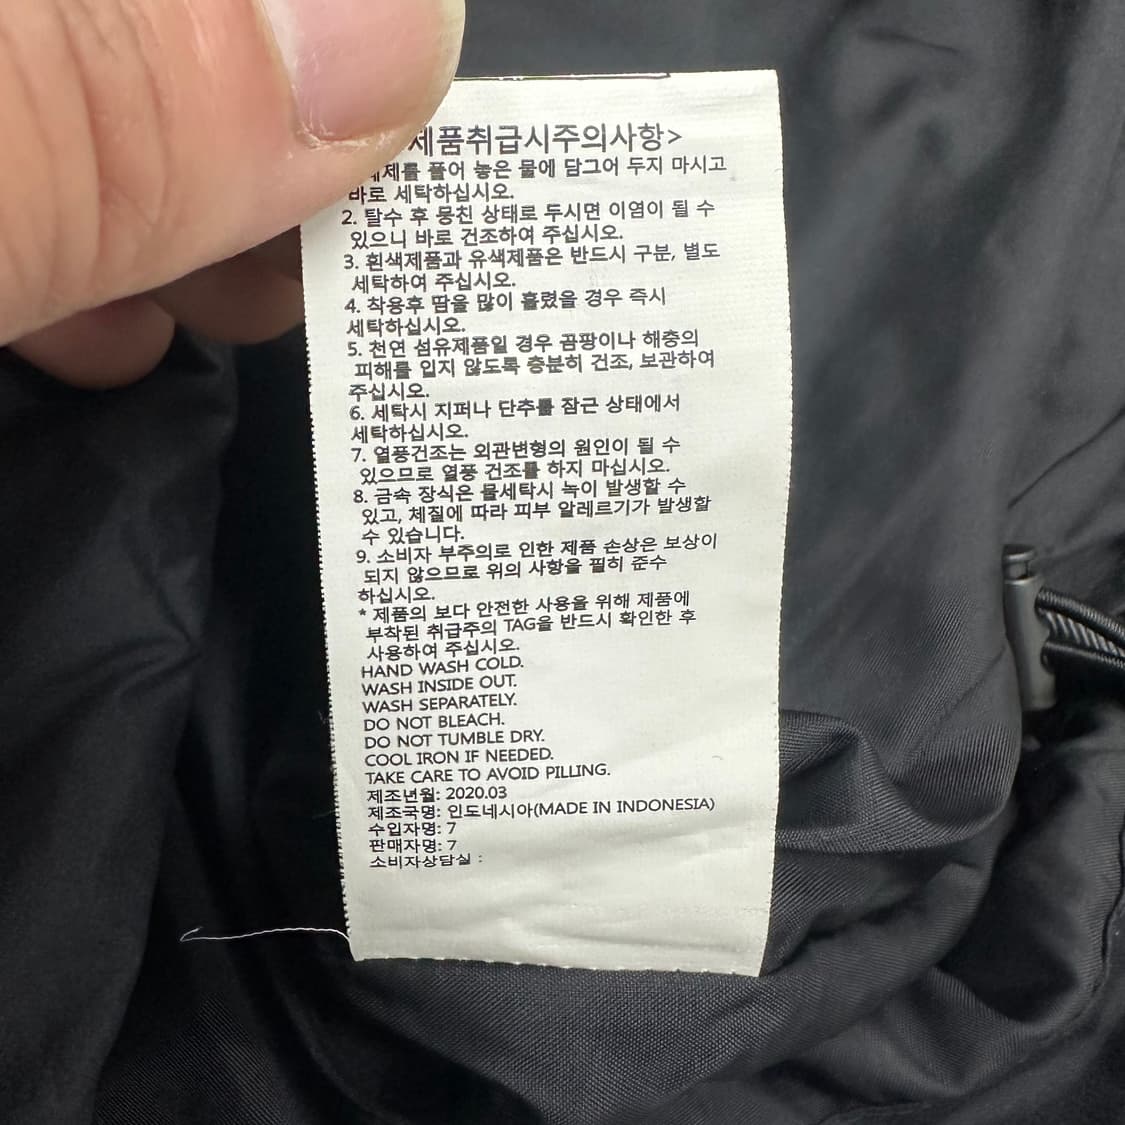 제품취급시주의사항>
풀어 놓은 물에 담그어 두지 마시고
바로 세탁하십시오.
2. 탈수 후 뭉친 상태로 두시면 이염이 될 수
있으니 바로 건조하여 주십시오.
3. 흰색제품과 유색제품은 반드시 구분, 별도
세탁하여 주십시오.
4. 착용후 땀을 많이 흘렸을 경우 즉시
세탁하십시오.
5. 천연 섬유제품일 경우 곰팡이나 해충의
피해를 입지 않도록 충분히 건조, 보관하여
주십시오.
6. 세탁시 지퍼나 단추를 잠근 상태에서
세탁하십시오.
7. 열풍건조는 외관변형의 원인이 될 수
있으므로 열풍 건조를 하지 마십시오.
8. 금속 장식은 물세탁시 녹이 발생할 수
있고, 체질에 따라 피부 알레르기가 발생할
수 있습니다.
9. 소비자 부주의로 인한 제품 손상은 보상이
되지 않으므로 위의 사항을 필히 준수
하십시오.
* 제품의 보다 안전한 사용을 위해 제품에
부착된 취급주의 TAG을 반드시 확인한 후
사용하여 주십시오.
HAND WASH COLD.
WASH INSIDE OUT.
WASH SEPARATELY.
DO NOT BLEACH.
DO NOT TUMBLE DRY.
COOL IRON IF NEEDED.
TAKE CARE TO AVOID PILLING.
제조년월: 2020.03
제조국명: 인도네시아(MADE IN INDONESIA)
수입자명: 7
판매자명: 7
소비자상담실 :